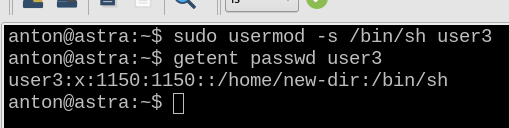 anton@astra:~$ sudo usermod -s /bin/sh user3
anton@astra:~$ getent passwd user3
user3:x:1150:1150::/home/new-dir:/bin/sh
anton@astra:~$